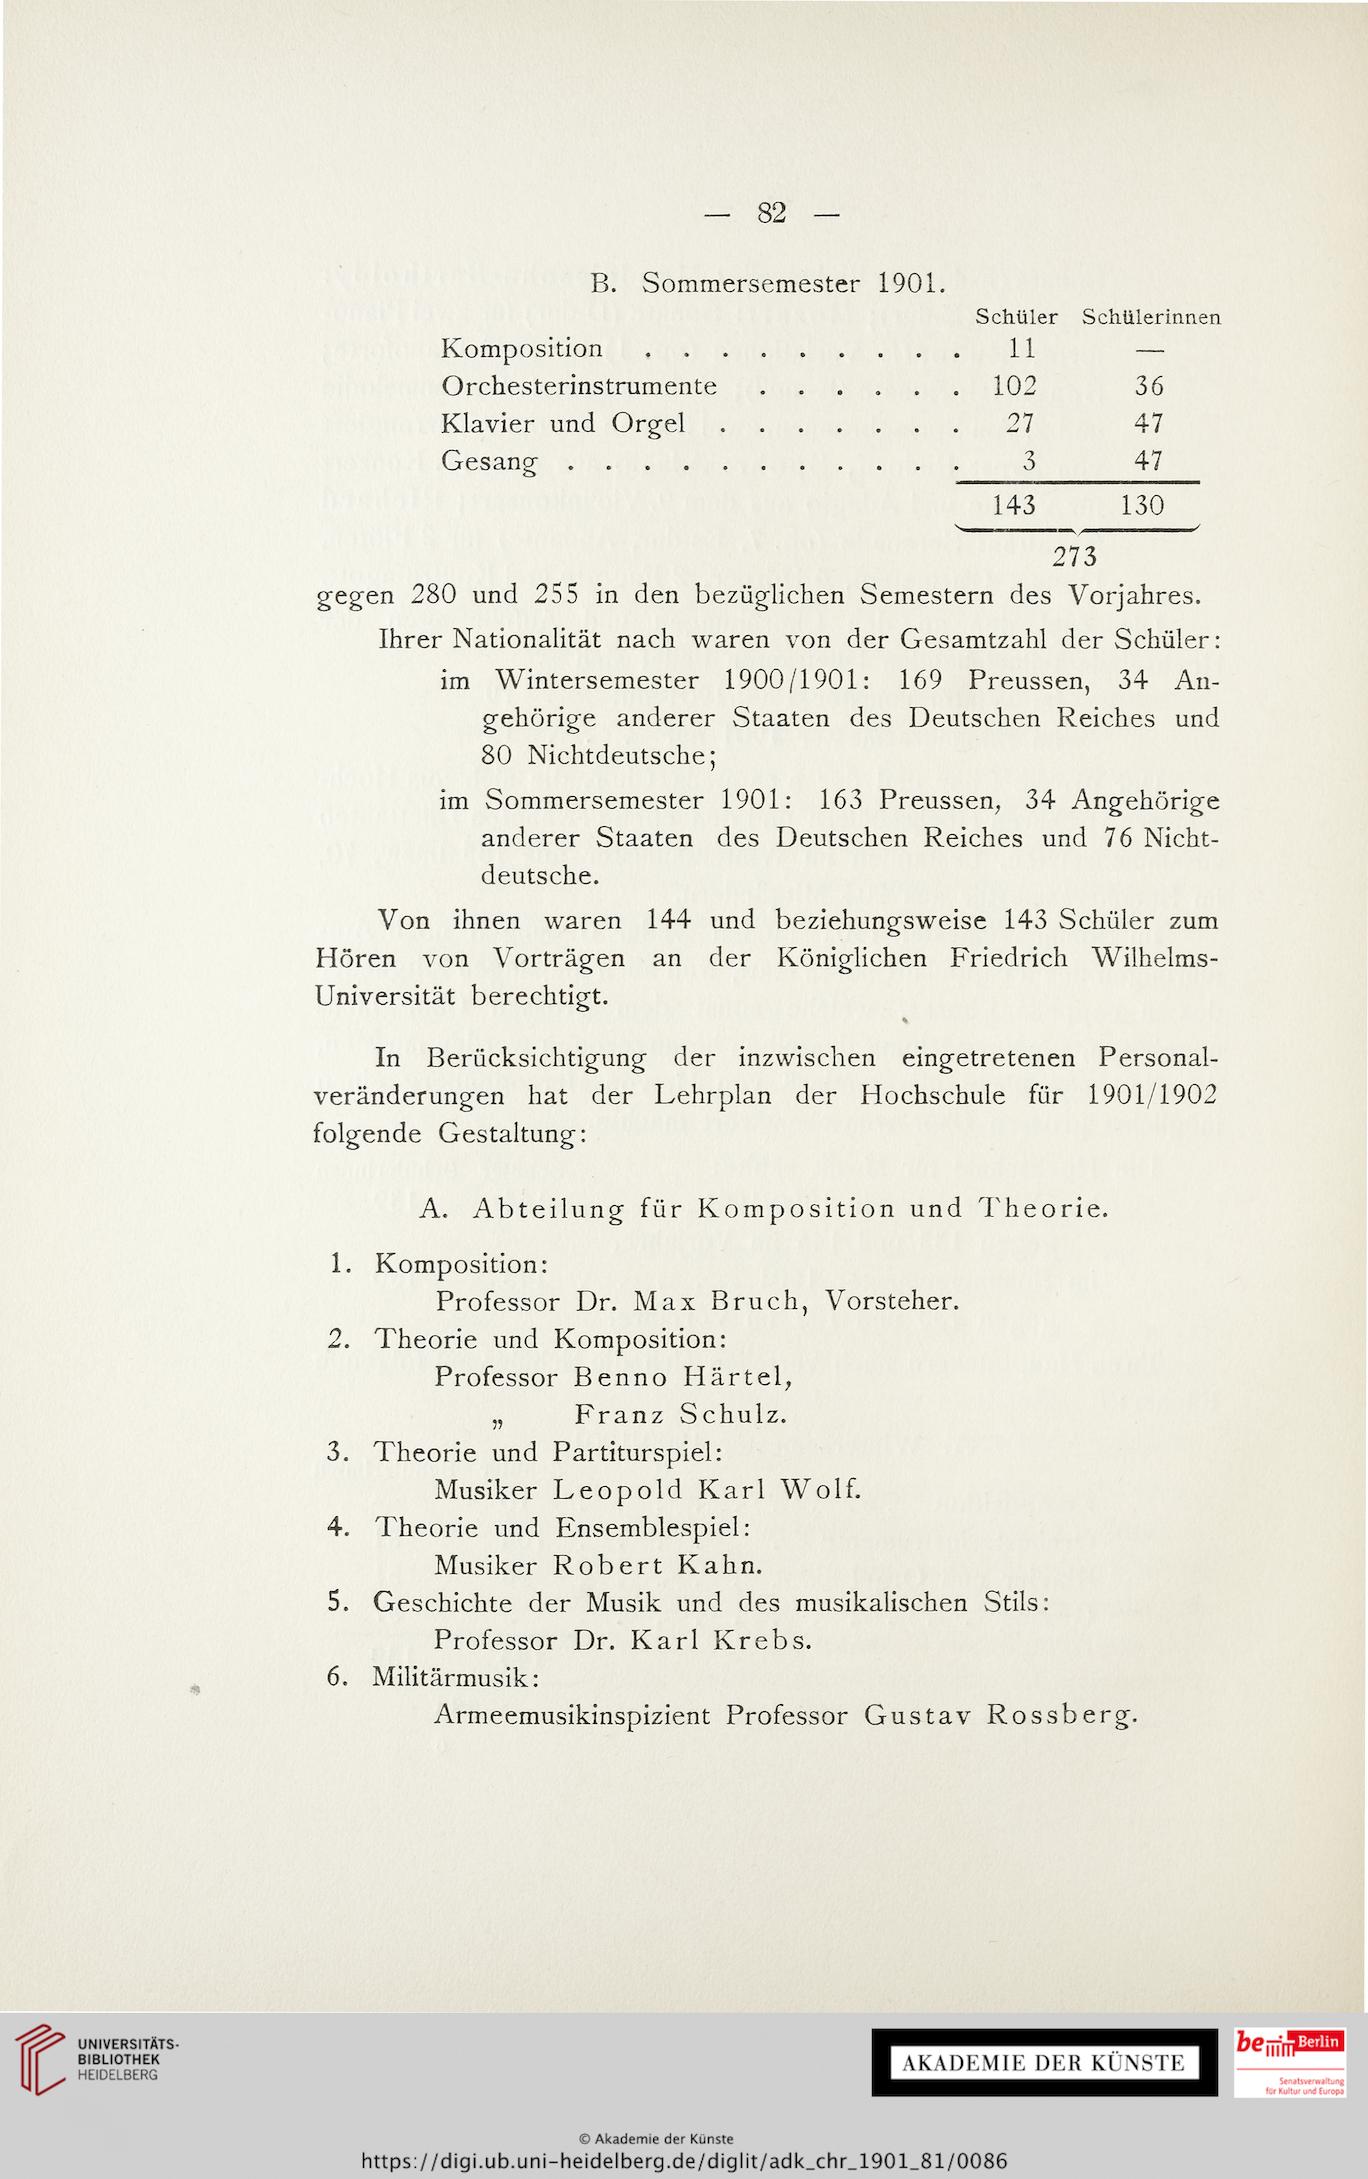 — 82 —
B. Sommersemester 1901.
Schüler Schülerinnen
Komposition . . . . . . . . . 11 —
Orchesterinstrumente . . . . . . 102 36
Klavier und Orgel . . . . . . . 27 47
Gesang . . . . . . . . . . . 3 47
143 130
273
gegen 280 und 255 in den bezüglichen Semestern des Vorjahres.
Ihrer Nationalität nach waren von der Gesamtzahl der Schüler:
im Wintersemester 1900/1901: 169 Preussen, 34 An-
gehörige anderer Staaten des Deutschen Reiches und
80 Nichtdeutsche;
im Sommersemester 1901: 163 Preussen, 34 Angehörige
anderer Staaten des Deutschen Reiches und 76 Nicht-
deutsche.
Von ihnen waren 144 und beziehungsweise 143 Schüler zum
Hören von Vorträgen an der Königlichen Friedrich Wilhelms-
Universität berechtigt.
In Berücksichtigung der inzwischen eingetretenen Personal-
veränderungen hat der Lehrplan der Hochschule für 1901/1902
folgende Gestaltung:
A. Abteilung für Komposition und Theorie.
1. Komposition:
Professor Dr. Max Bruch, Vorsteher.
2. Theorie und Komposition:
Professor Benno Härtel,
„ Franz Schulz.
3. Theorie und Partiturspiel:
Musiker Leopold Karl Wolf.
4. Theorie und Ensemblespiel:
Musiker Robert Kahn.
5. Geschichte der Musik und des musikalischen Stils:
Professor Dr. Karl Krebs.
6. Militärmusik:
Armeemusikinspizient Professor Gustav Rossberg.
UNIVERSITÄTS-
BIBLIOTHEK
HEIDELBERG
AKADEMIE DER KÜNSTE
be Berlin
Senatsverwaltung
für Kultur und Europa
© Akademie der Künste
https://digi.ub.uni-heidelberg.de/diglit/adk_chr_1901_81/0086